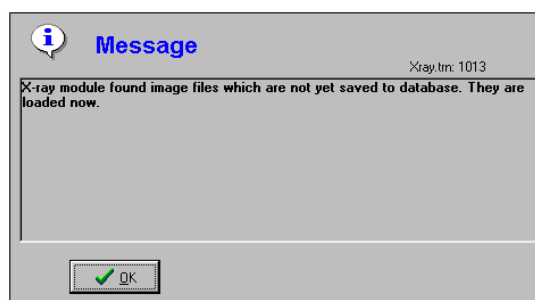 Message
Xray.trn: 1013
X-ray module found image files which are not yet saved to database. They are
loaded now.
OK